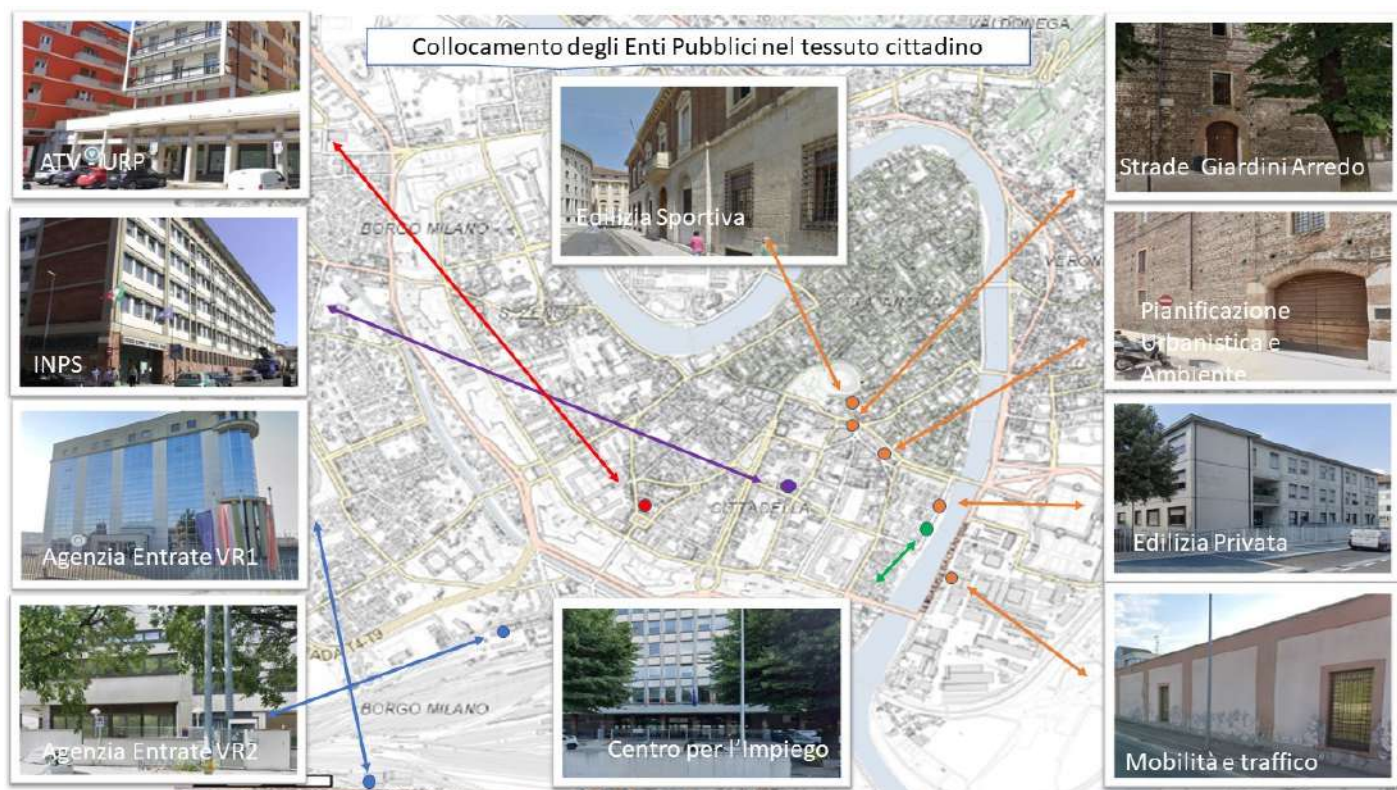 Collocamento degli Enti Pubblici nel tessuto cittadino
VALDONEGA
ATV - URP
BORGO MILANO
Edilizia Sportiva
Strade Giardini Arredo
INPS
Pianificazione
Urbanistica e
Ambiente
CITTADELLA
Agenzia Entrate VR1
Edilizia Privata
BORGO MILANO
Agenzia Entrate VR2
Centro per l'Impiego
Mobilità e traffico